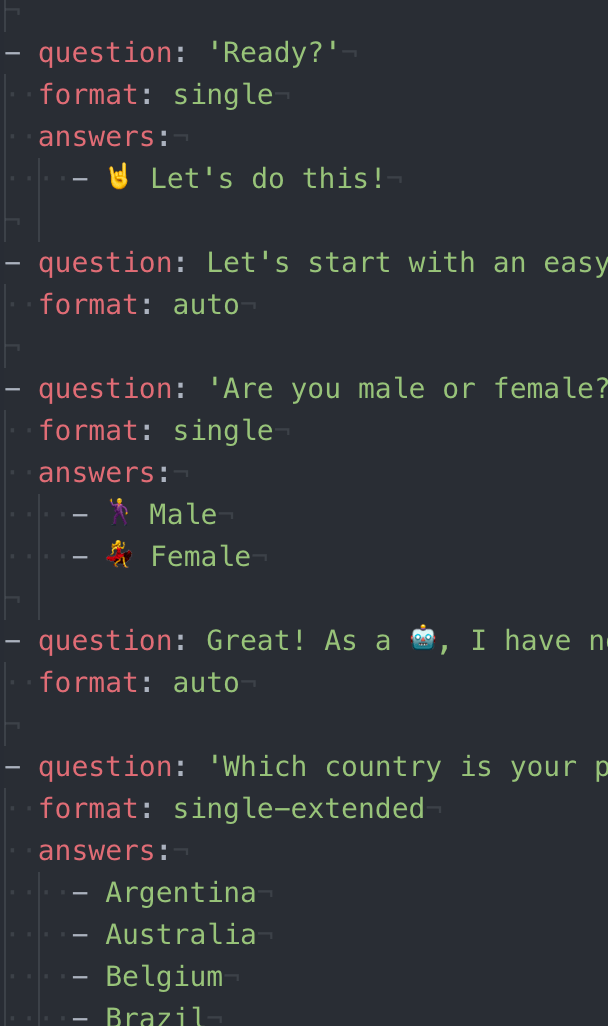 - question: 'Ready?'
format: single
answers:
- 🤘 Let's do this!
- question: Let's start with an easy
format: auto
- question: 'Are you male or female?
format: single
answers:
- 🕺 Male
- 💃 Female
- question: Great! As a 🤖, I have n
format: auto
- question: 'Which country is your p
format: single-extended
answers:
- Argentina
- Australia
- Belgium
- Brazil